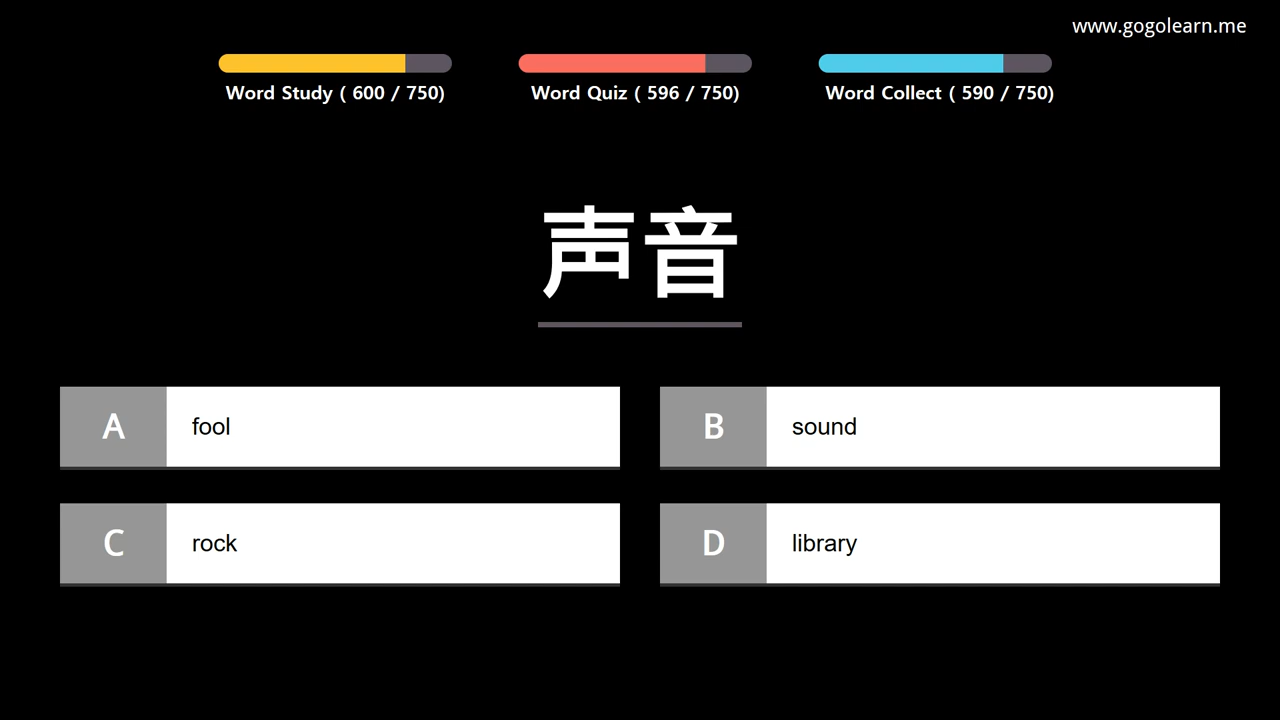 www.gogolearn.me
Word Study ( 600 / 750)
Word Quiz ( 596 / 750)
Word Collect ( 590 / 750)
声音
A fool
B sound
C rock
D library